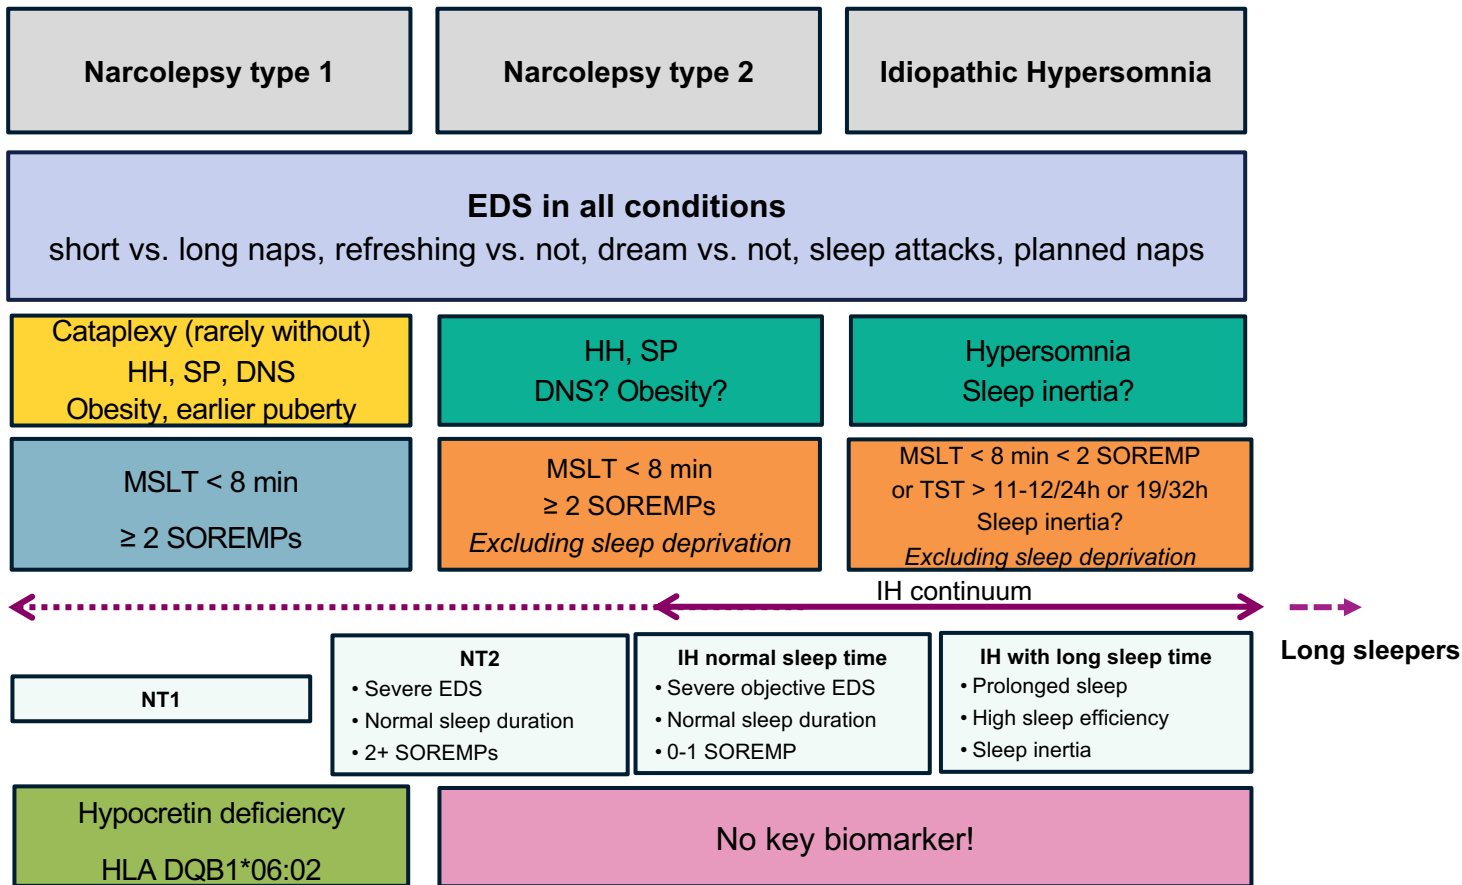 Narcolepsy type 1
Narcolepsy type 2
Idiopathic Hypersomnia
EDS in all conditions
short vs. long naps, refreshing vs. not, dream vs. not, sleep attacks, planned naps
Cataplexy (rarely without)
HH, SP, DNS
Obesity, earlier puberty
HH, SP
DNS? Obesity?
Hypersomnia
Sleep inertia?
MSLT < 8 min
≥ 2 SOREMPs
MSLT < 8 min
≥ 2 SOREMPs
Excluding sleep deprivation
MSLT < 8 min < 2 SOREMP
or TST > 11-12/24h or 19/32h
Sleep inertia?
Excluding sleep deprivation
IH continuum
Long sleepers
NT1
NT2
• Severe EDS
• Normal sleep duration
• 2+ SOREMPs
IH normal sleep time
• Severe objective EDS
• Normal sleep duration
• 0-1 SOREMP
IH with long sleep time
• Prolonged sleep
• High sleep efficiency
• Sleep inertia
Hypocretin deficiency
HLA DQB1*06:02
No key biomarker!